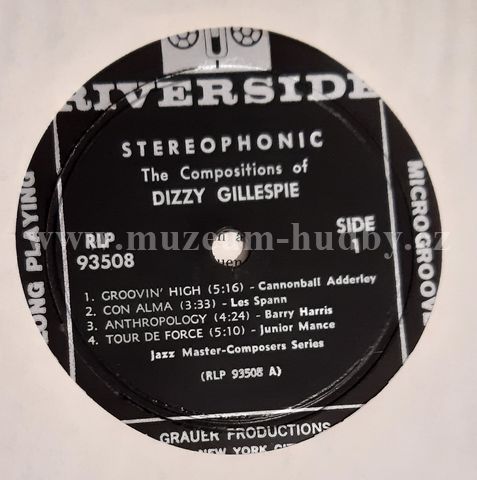 RIVERSIDE
STEREOPHONIC
The Compositions of
DIZZY GILLESPIE
LONG PLAYING
MICROGROOVE
RLP
93508
SIDE
1
www.muzeum-hudby.cz
1. GROOVIN' HIGH (5:16) - Cannonball Adderley
2. CON ALMA (3:33) - Les Spann
3. ANTHROPOLOGY (4:24) - Barry Harris
4. TOUR DE FORCE (5:10) - Junior Mance
Jazz Master-Composers Series
(RLP 93508 A)
GRAUER PRODUCTIONS
NEW YORK CITY